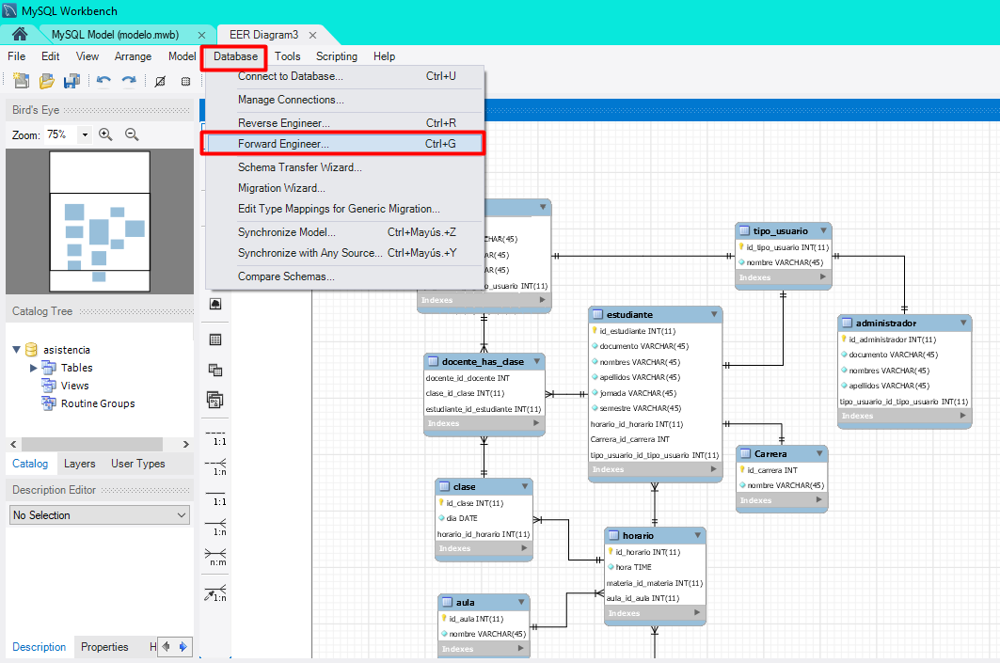 MySQL Workbench
MySQL Model (modelo.mwb) ×
EER Diagram3 ×
File Edit View Arrange Model Database Tools Scripting Help
Bird's Eye
Zoom: 75%
Connect to Database... Ctrl+U
Manage Connections...
Reverse Engineer... Ctrl+R
Forward Engineer... Ctrl+G
Schema Transfer Wizard...
Migration Wizard...
Edit Type Mappings for Generic Migration...
Synchronize Model... Ctrl+Mayús.+Z
Synchronize with Any Source... Ctrl+Mayús.+Y
Compare Schemas...
Catalog Tree
asistencia
Tables
Views
Routine Groups
Catalog Layers User Types
Description Editor
No Selection
Description Properties H
1:1
1:n
1:1
1:n
n:m
1:n
HAR(45)
AR(45)
AR(45)
o_usuario INT(11)
Indexes
tipo_usuario
id_tipo_usuario INT(11)
nombre VARCHAR(45)
Indexes
administrador
id_administrador INT(11)
documento VARCHAR(45)
nombres VARCHAR(45)
apellidos VARCHAR(45)
tipo_usuario_id_tipo_usuario INT(11)
Indexes
estudiante
id_estudiante INT(11)
documento VARCHAR(45)
nombres VARCHAR(45)
apellidos VARCHAR(45)
jornada VARCHAR(45)
semestre VARCHAR(45)
horario_id_horario INT(11)
Carrera_id_carrera INT
tipo_usuario_id_tipo_usuario INT(11)
Indexes
docente_has_clase
docente_id_docente INT
clase_id_clase INT(11)
estudiante_id_estudiante INT(11)
Indexes
Carrera
id_carrera INT
nombre VARCHAR(45)
Indexes
clase
id_clase INT(11)
dia DATE
horario_id_horario INT(11)
Indexes
horario
id_horario INT(11)
hora TIME
materia_id_materia INT(11)
aula_id_aula INT(11)
Indexes
aula
id_aula INT(11)
nombre VARCHAR(45)
Indexes